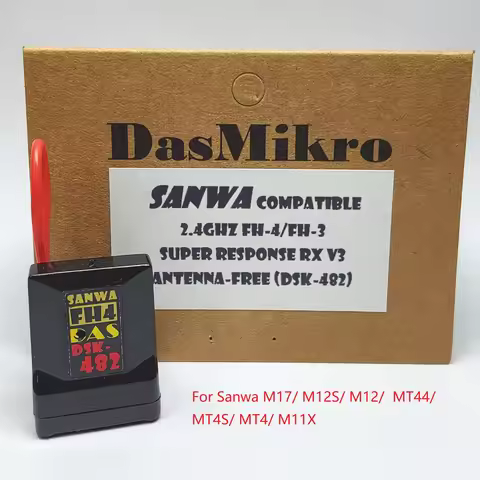 DasMikro
SANWA COMPATIBLE
2.4GHZ FH-4/FH-3
SUPER RESPONSE RX V3
ANTENNA-FREE (DSK-482)
SANWA
FH4
DAS
DSK-
482
For Sanwa M17/ M12S/ M12/ MT44/
MT4S/ MT4/ M11X